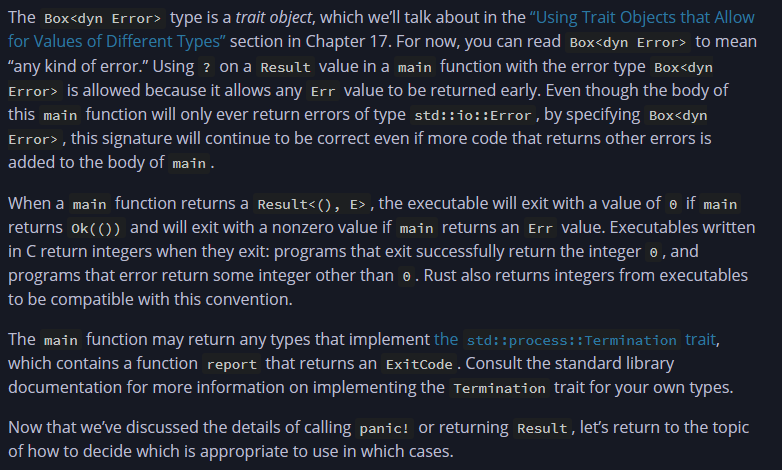 The Box<dyn Error> type is a trait object, which we’ll talk about in the “Using Trait Objects that Allow
for Values of Different Types” section in Chapter 17. For now, you can read Box<dyn Error> to mean
“any kind of error.” Using ? on a Result value in a main function with the error type Box<dyn
Error> is allowed because it allows any Err value to be returned early. Even though the body of
this main function will only ever return errors of type std::io::Error, by specifying Box<dyn
Error>, this signature will continue to be correct even if more code that returns other errors is
added to the body of main.
When a main function returns a Result<(), E>, the executable will exit with a value of 0 if main
returns Ok(()) and will exit with a nonzero value if main returns an Err value. Executables written
in C return integers when they exit: programs that exit successfully return the integer 0, and
programs that error return some integer other than 0. Rust also returns integers from executables
to be compatible with this convention.
The main function may return any types that implement the std::process::Termination trait,
which contains a function report that returns an ExitCode. Consult the standard library
documentation for more information on implementing the Termination trait for your own types.
Now that we’ve discussed the details of calling panic! or returning Result, let’s return to the topic
of how to decide which is appropriate to use in which cases.